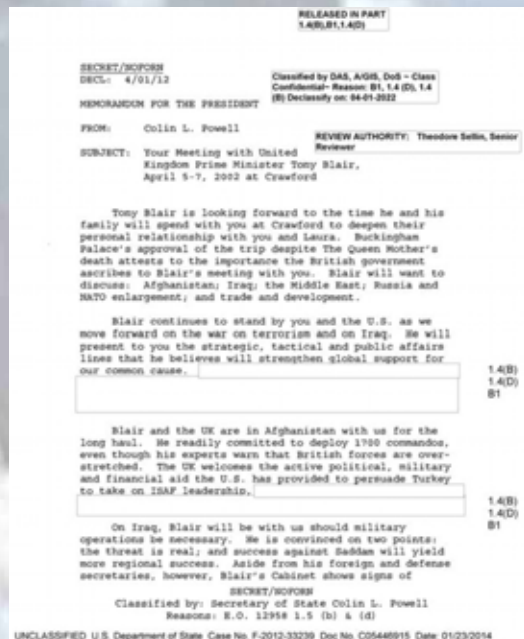 RELEASED IN PART
1.4(B),B1,1.4(D)
SECRET/NOFORN
DECL: 4/01/12
Classified by DAS, A/GIS, DoS ~ Class
Confidential~ Reason: B1, 1.4 (D), 1.4
(B) Declassify on: 04-01-2022
MEMORANDUM FOR THE PRESIDENT
FROM: Colin L. Powell
REVIEW AUTHORITY: Theodore Sellin, Senior
Reviewer
SUBJECT: Your Meeting with United
Kingdom Prime Minister Tony Blair,
April 5-7, 2002 at Crawford
Tony Blair is looking forward to the time he and his
family will spend with you at Crawford to deepen their
personal relationship with you and Laura. Buckingham
Palace's approval of the trip despite The Queen Mother's
death attests to the importance the British government
ascribes to Blair's meeting with you. Blair will want to
discuss: Afghanistan; Iraq; the Middle East; Russia and
NATO enlargement; and trade and development.
Blair continues to stand by you and the U.S. as we
move forward on the war on terrorism and on Iraq. He will
present to you the strategic, tactical and public affairs
lines that he believes will strengthen global support for
our common cause.
1.4(B)
1.4(D)
B1
Blair and the UK are in Afghanistan with us for the
long haul. He readily committed to deploy 1700 commandos,
even though his experts warn that British forces are over-
stretched. The UK welcomes the active political, military
and financial aid the U.S. has provided to persuade Turkey
to take on ISAF leadership,
1.4(B)
1.4(D)
B1
On Iraq, Blair will be with us should military
operations be necessary. He is convinced on two points:
the threat is real; and success against Saddam will yield
more regional success. Aside from his foreign and defense
secretaries, however, Blair's Cabinet shows signs of
SECRET/NOFORN
Classified by: Secretary of State Colin L. Powell
Reasons: E.O. 12958 1.5 (b) & (d)
UNCLASSIFIED U.S. Department of State Case No. F-2012-33239 Doc No. C05446915 Date: 01/23/2014